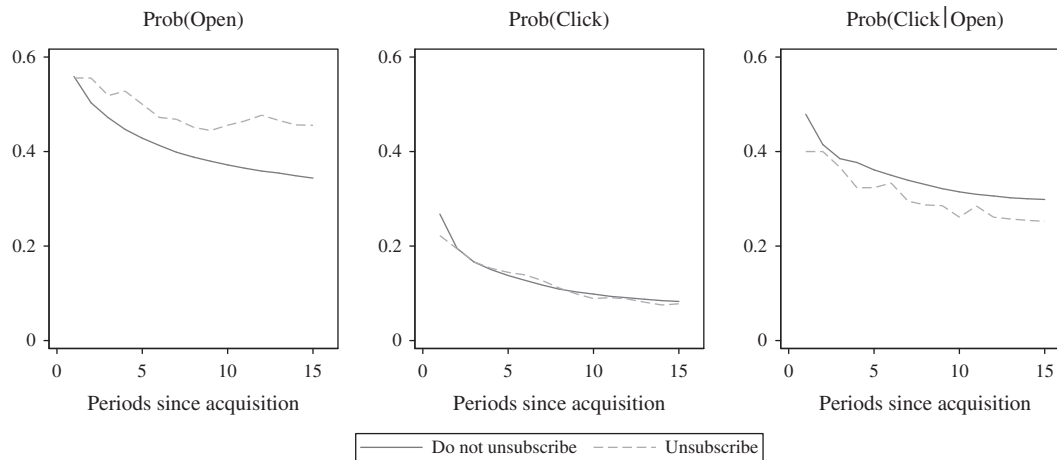 Prob(Open)
0.6
0.4
0.2
0
0 5 10 15
Periods since acquisition
Prob(Click)
0.6
0.4
0.2
0
0 5 10 15
Periods since acquisition
Prob(Click|Open)
0.6
0.4
0.2
0
0 5 10 15
Periods since acquisition
Do not unsubscribe Unsubscribe